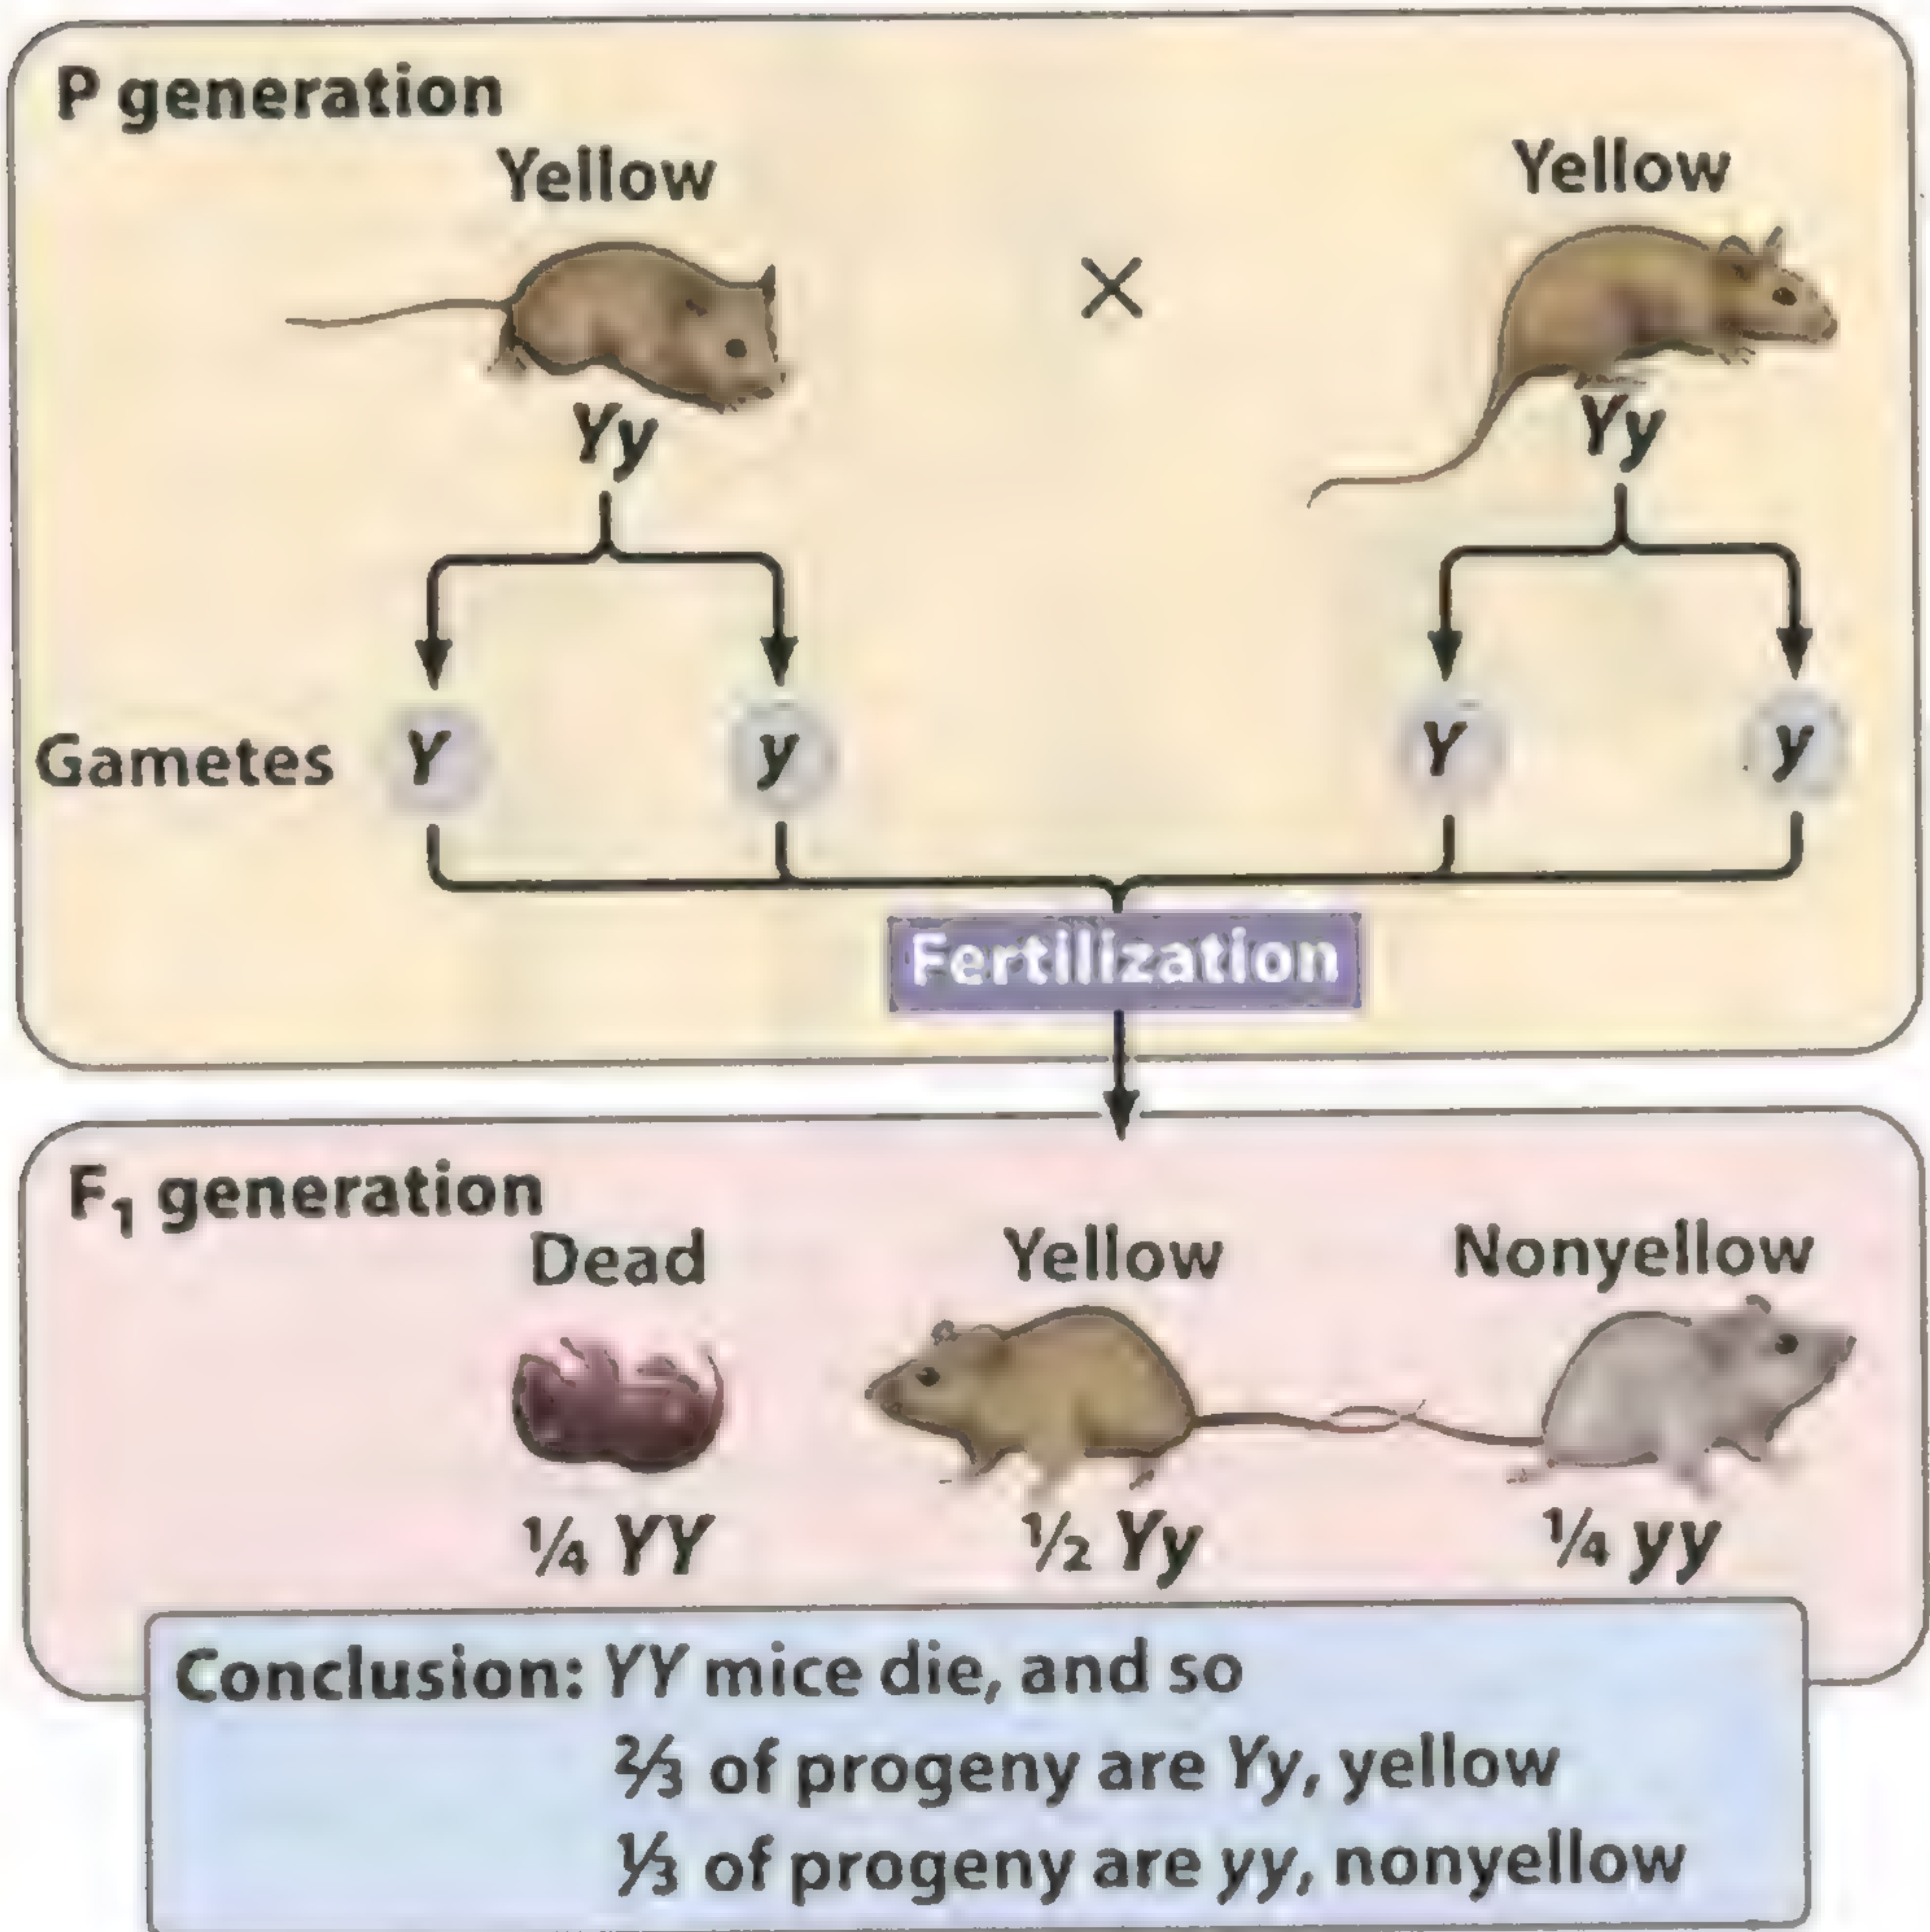 P generation
Yellow
Yellow
×
Yy
Yy
Gametes
Y
y
Y
y
Fertilization
F₁ generation
Dead
Yellow
Nonyellow
¼ YY
½ Yy
¼ yy
Conclusion: YY mice die, and so
⅔ of progeny are Yy, yellow
⅓ of progeny are yy, nonyellow